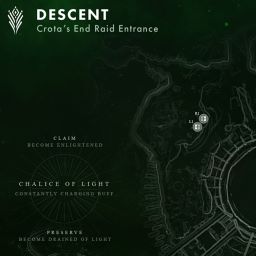 DESCENT
Crota's End Raid Entrance
CLAIM
BECOME ENLIGHTENED
CHALICE OF LIGHT
CONSTANTLY CHANGING BUFF
PRESERVE
BECOME DRAINED OF LIGHT